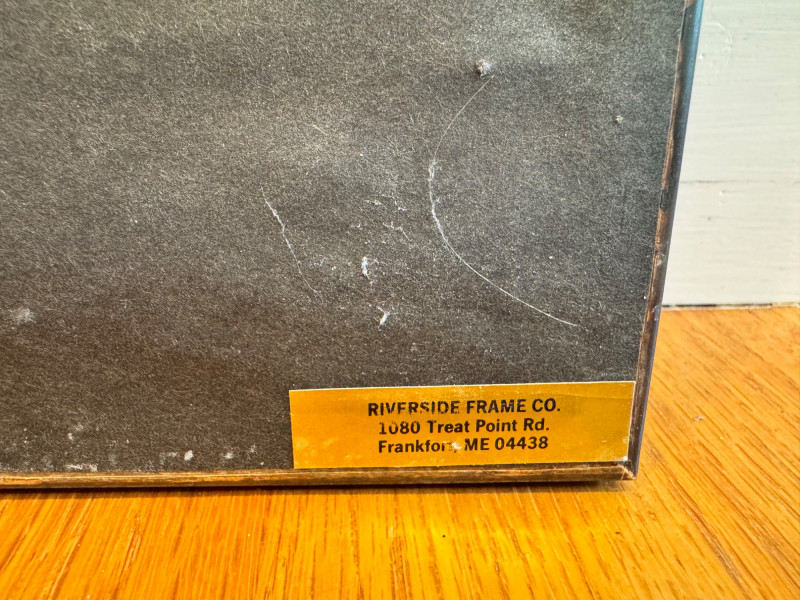 RIVERSIDE FRAME CO.
1080 Treat Point Rd.
Frankfort, ME 04438